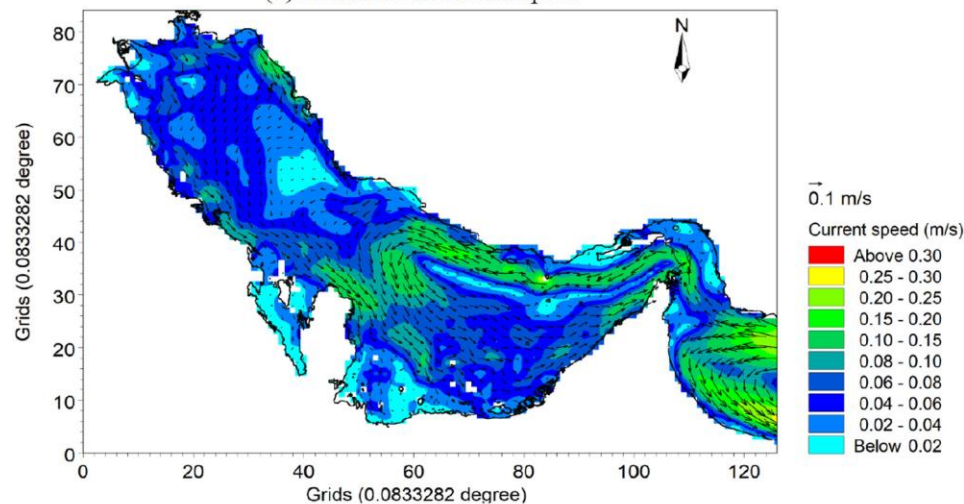 80
70
60
50
40
30
20
10
0
0 20 40 60 80 100 120
Grids (0.0833282 degree)
Grids (0.0833282 degree)
N
0.1 m/s
Current speed (m/s)
Above 0.30
0.25 - 0.30
0.20 - 0.25
0.15 - 0.20
0.10 - 0.15
0.08 - 0.10
0.06 - 0.08
0.04 - 0.06
0.02 - 0.04
Below 0.02